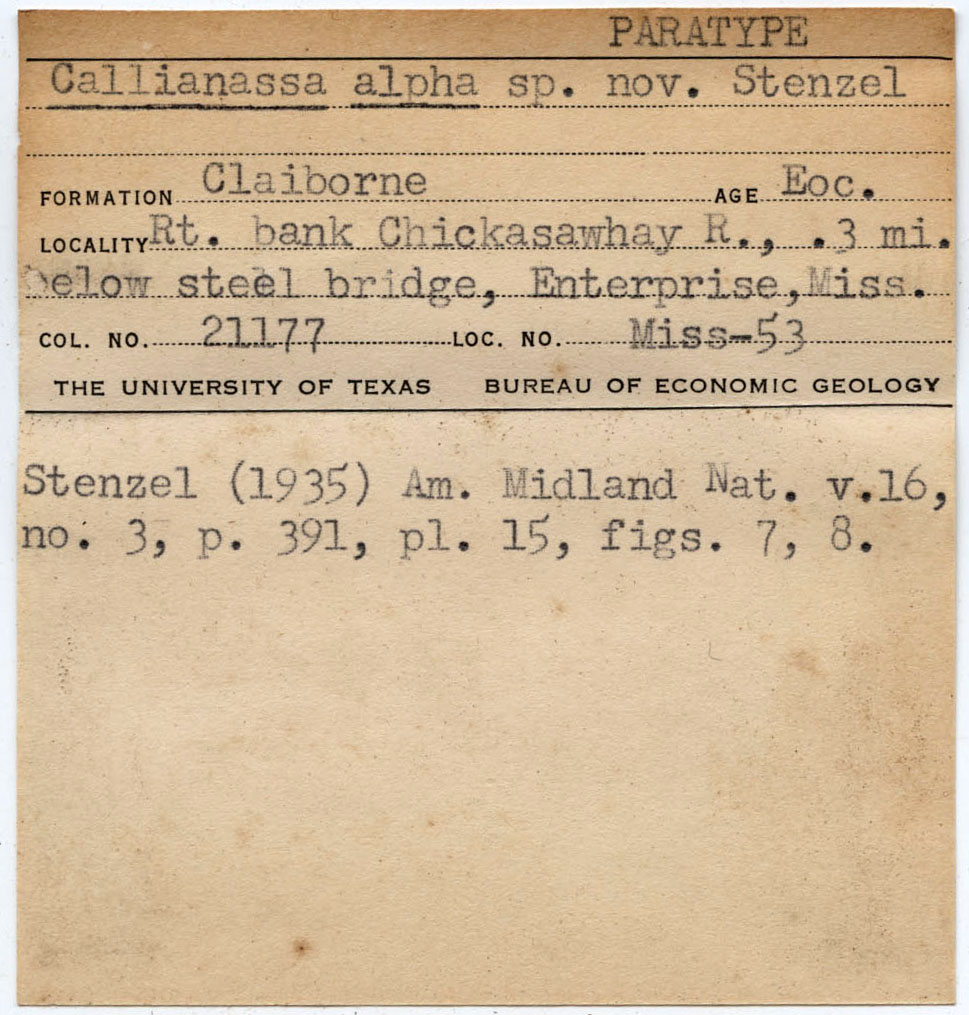 PARATYPE
Callianassa alpha sp. nov. Stenzel
FORMATION Claiborne AGE Eoc.
LOCALITY Rt. bank Chickasawhay R., .3 mi.
below steel bridge, Enterprise, Miss.
COL. NO. 21177 LOC. NO. Miss-53
THE UNIVERSITY OF TEXAS BUREAU OF ECONOMIC GEOLOGY
Stenzel (1935) Am. Midland Nat. v.16,
no. 3, p. 391, pl. 15, figs. 7, 8.